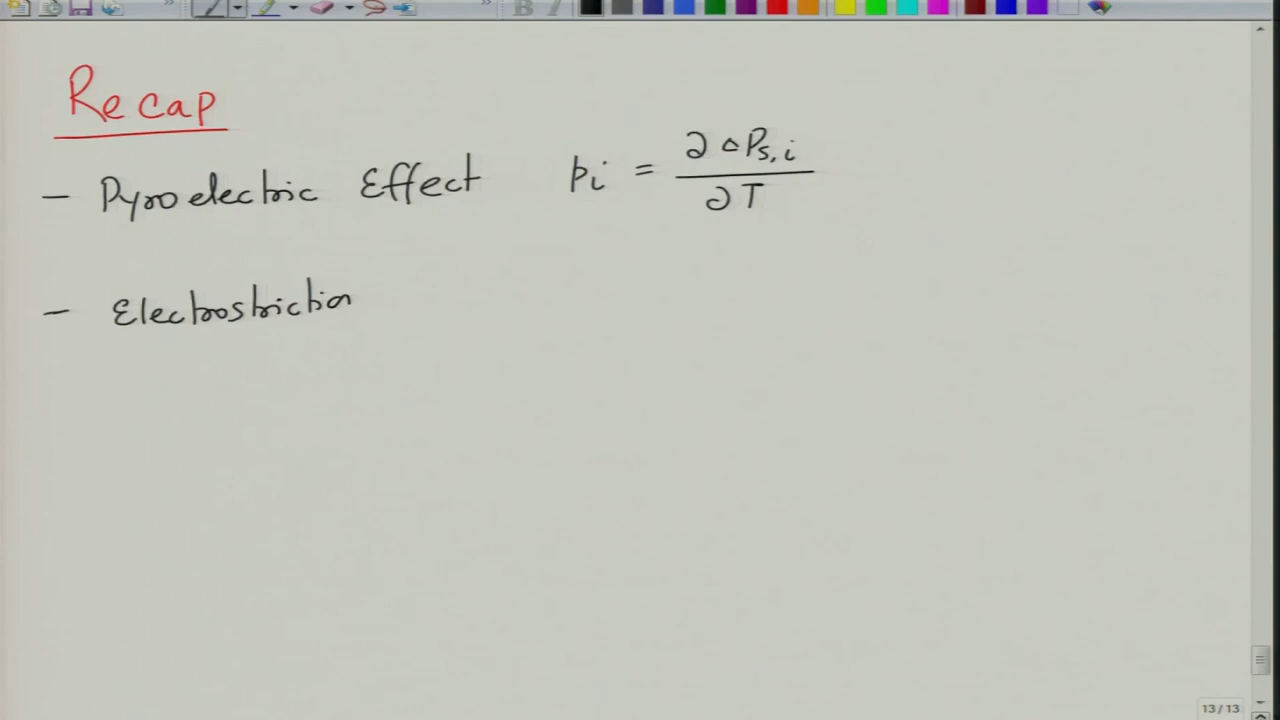 Recap
- Pyroelectric Effect pi = ∂ΔPs,i / ∂T
- Electrostriction
13/13